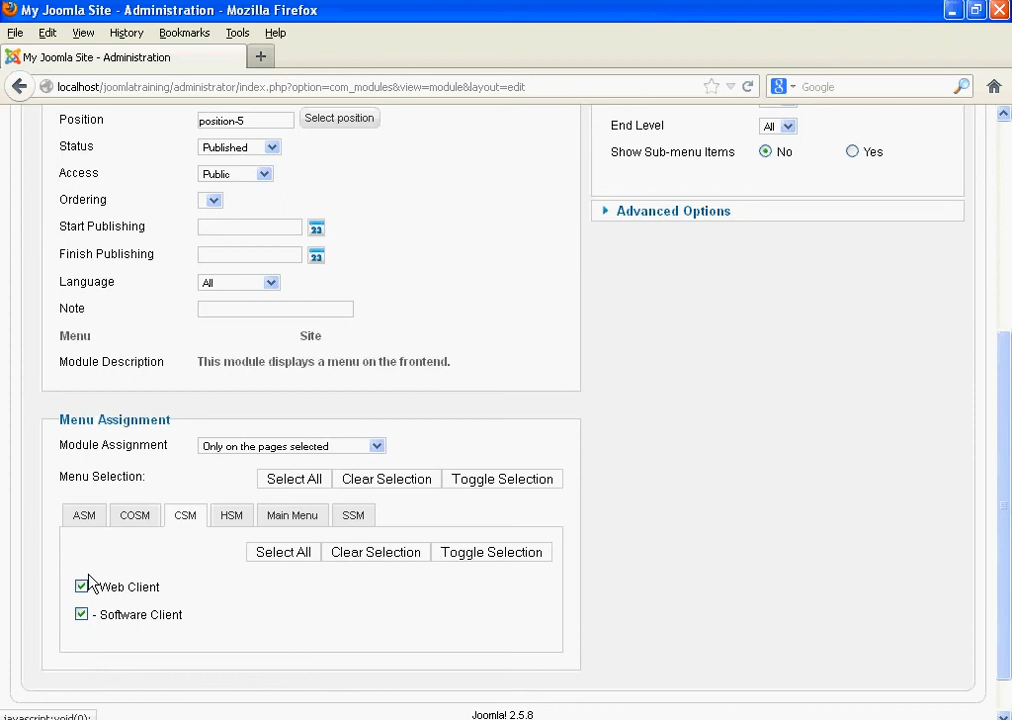 My Joomla Site - Administration - Mozilla Firefox
File Edit View History Bookmarks Tools Help
My Joomla Site - Administration
localhost/joomlatraining/administrator/index.php?option=com_modules&view=module&layout=edit
Google
Position position-5 Select position
Status Published
Access Public
Ordering
Start Publishing 23
Finish Publishing 23
Language All
Note
Menu Site
Module Description This module displays a menu on the frontend.
End Level All
Show Sub-menu Items No Yes
Advanced Options
Menu Assignment
Module Assignment Only on the pages selected
Menu Selection: Select All Clear Selection Toggle Selection
ASM COSM CSM HSM Main Menu SSM
Select All Clear Selection Toggle Selection
- Web Client
- Software Client
javascript:void(0);
Joomla! 2.5.8